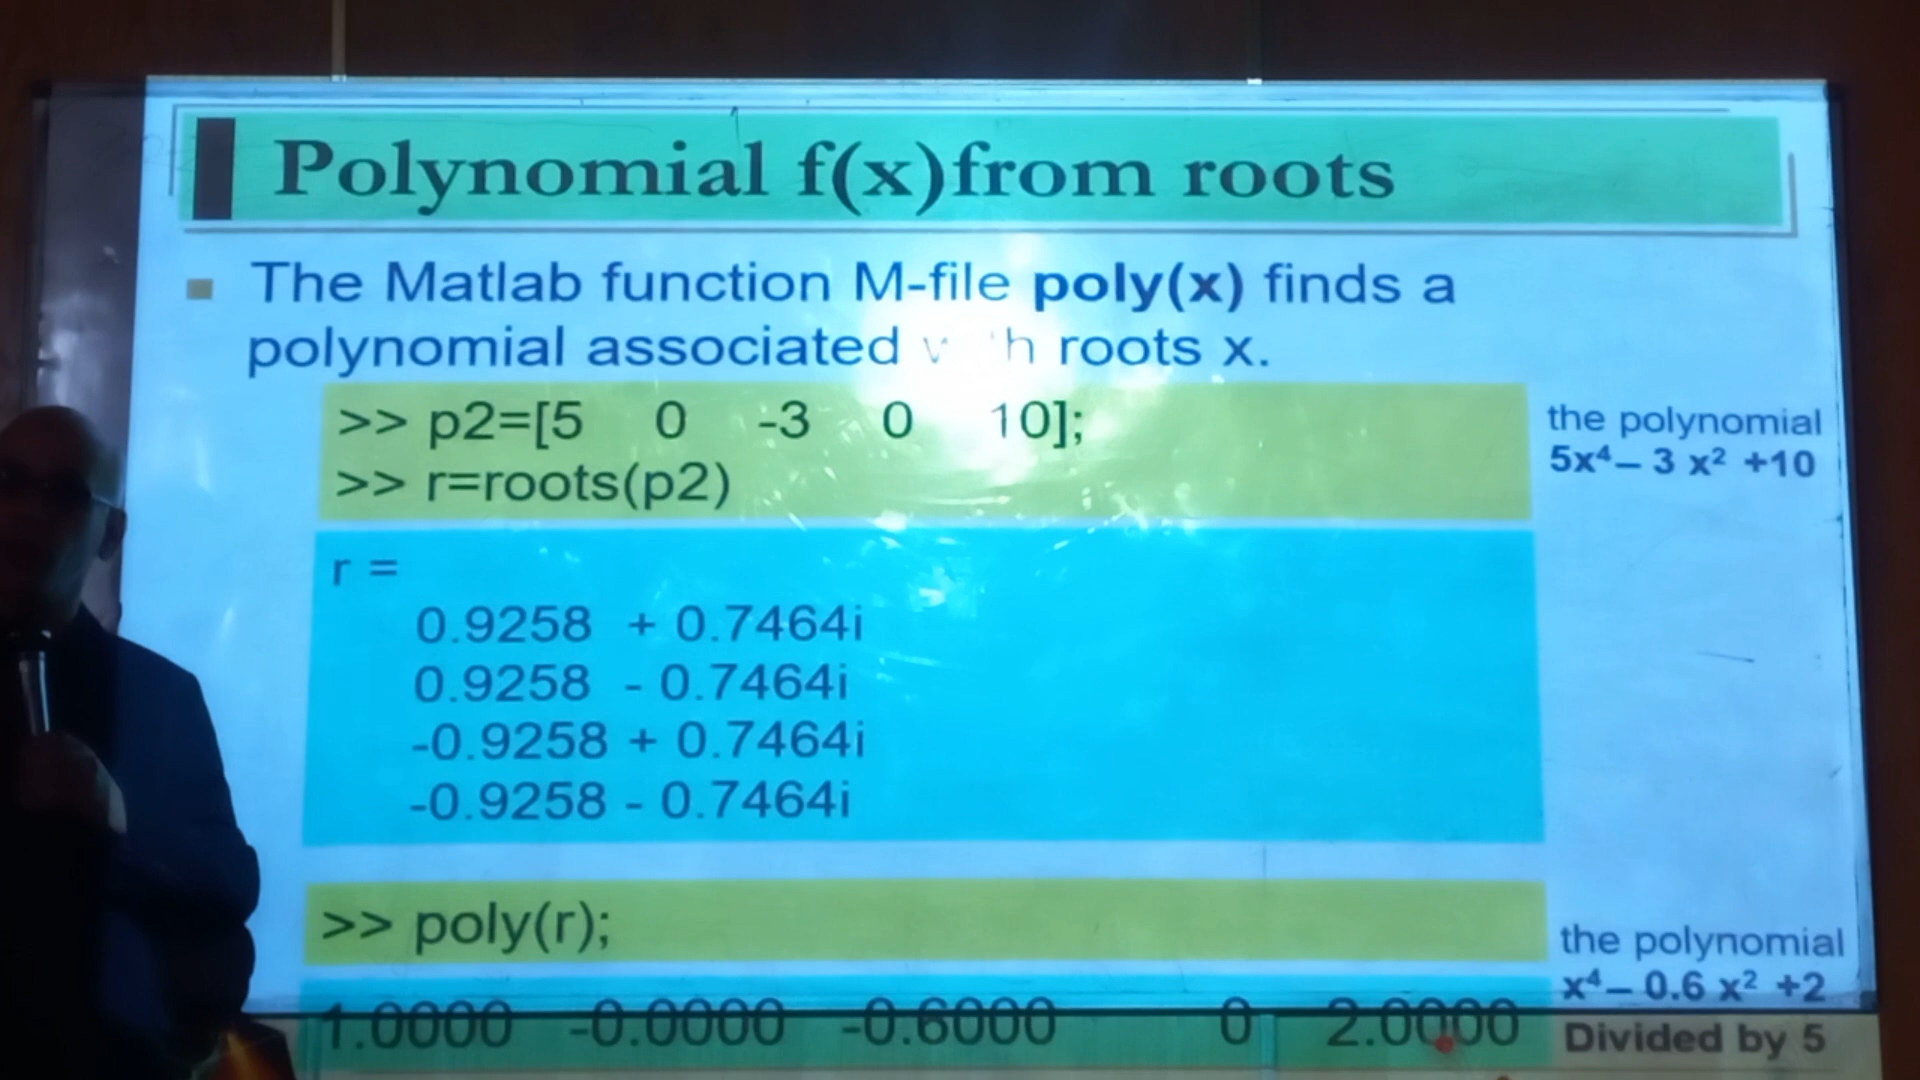 Polynomial f(x)from roots
The Matlab function M-file poly(x) finds a
polynomial associated roots x.
>> p2=[5 0 -3 0 10];
>> r=roots(p2)
the polynomial
5x⁴– 3 x² +10
r =
0.9258 + 0.7464i
0.9258 - 0.7464i
-0.9258 + 0.7464i
-0.9258 - 0.7464i
>> poly(r);
the polynomial
x⁴– 0.6 x² +2
1.0000 -0.0000 -0.6000 0 2.0000
Divided by 5